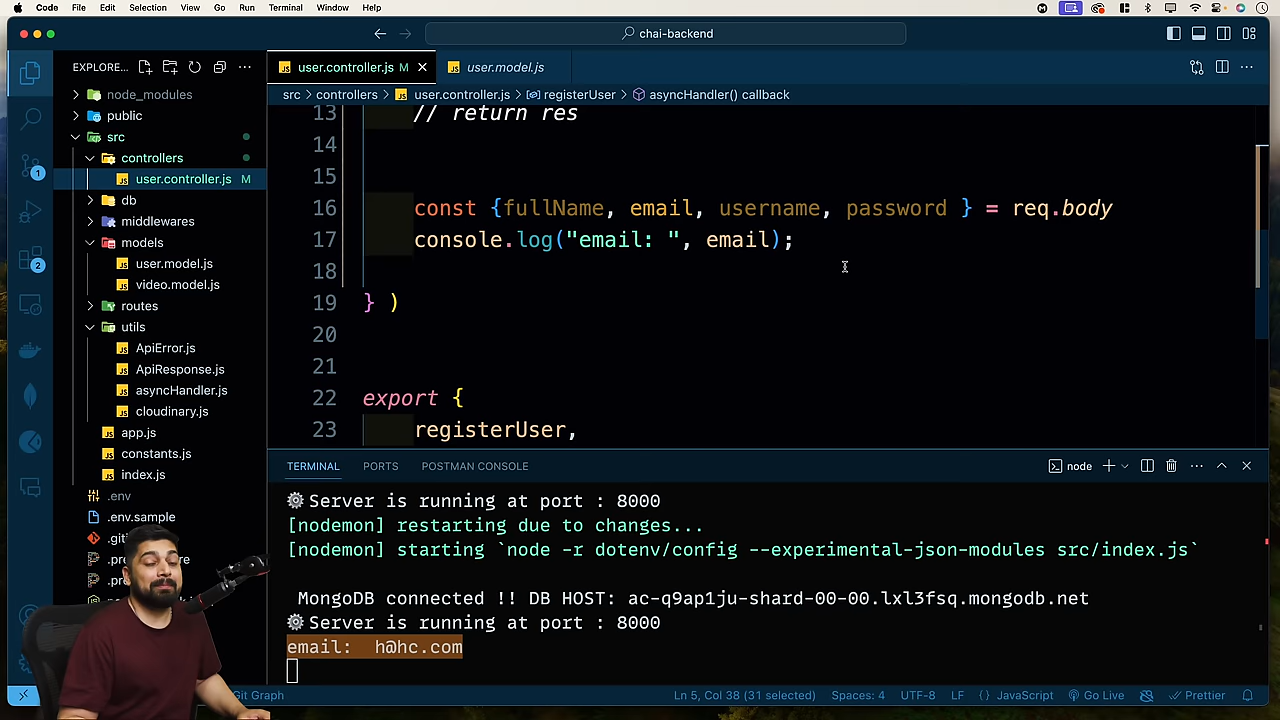 Code File Edit Selection View Go Run Terminal Window Help
chai-backend
EXPLORE...
user.controller.js M
user.model.js
src > controllers > user.controller.js > registerUser > asyncHandler() callback
node_modules
public
src
controllers
user.controller.js M
db
middlewares
models
user.model.js
video.model.js
routes
utils
ApiError.js
ApiResponse.js
asyncHandler.js
cloudinary.js
app.js
constants.js
index.js
.env
.env.sample
1
2
13 // return res
14
15
16 const {fullName, email, username, password } = req.body
17 console.log("email: ", email);
18
19 } )
20
21
22 export {
23 registerUser,
TERMINAL PORTS POSTMAN CONSOLE
node
Server is running at port : 8000
[nodemon] restarting due to changes...
[nodemon] starting `node -r dotenv/config --experimental-json-modules src/index.js`
MongoDB connected !! DB HOST: ac-q9ap1ju-shard-00-00.lxl3fsq.mongodb.net
Server is running at port : 8000
email:  h@hc.com
Git Graph Ln 5, Col 38 (31 selected) Spaces: 4 UTF-8 LF {} JavaScript Go Live Prettier